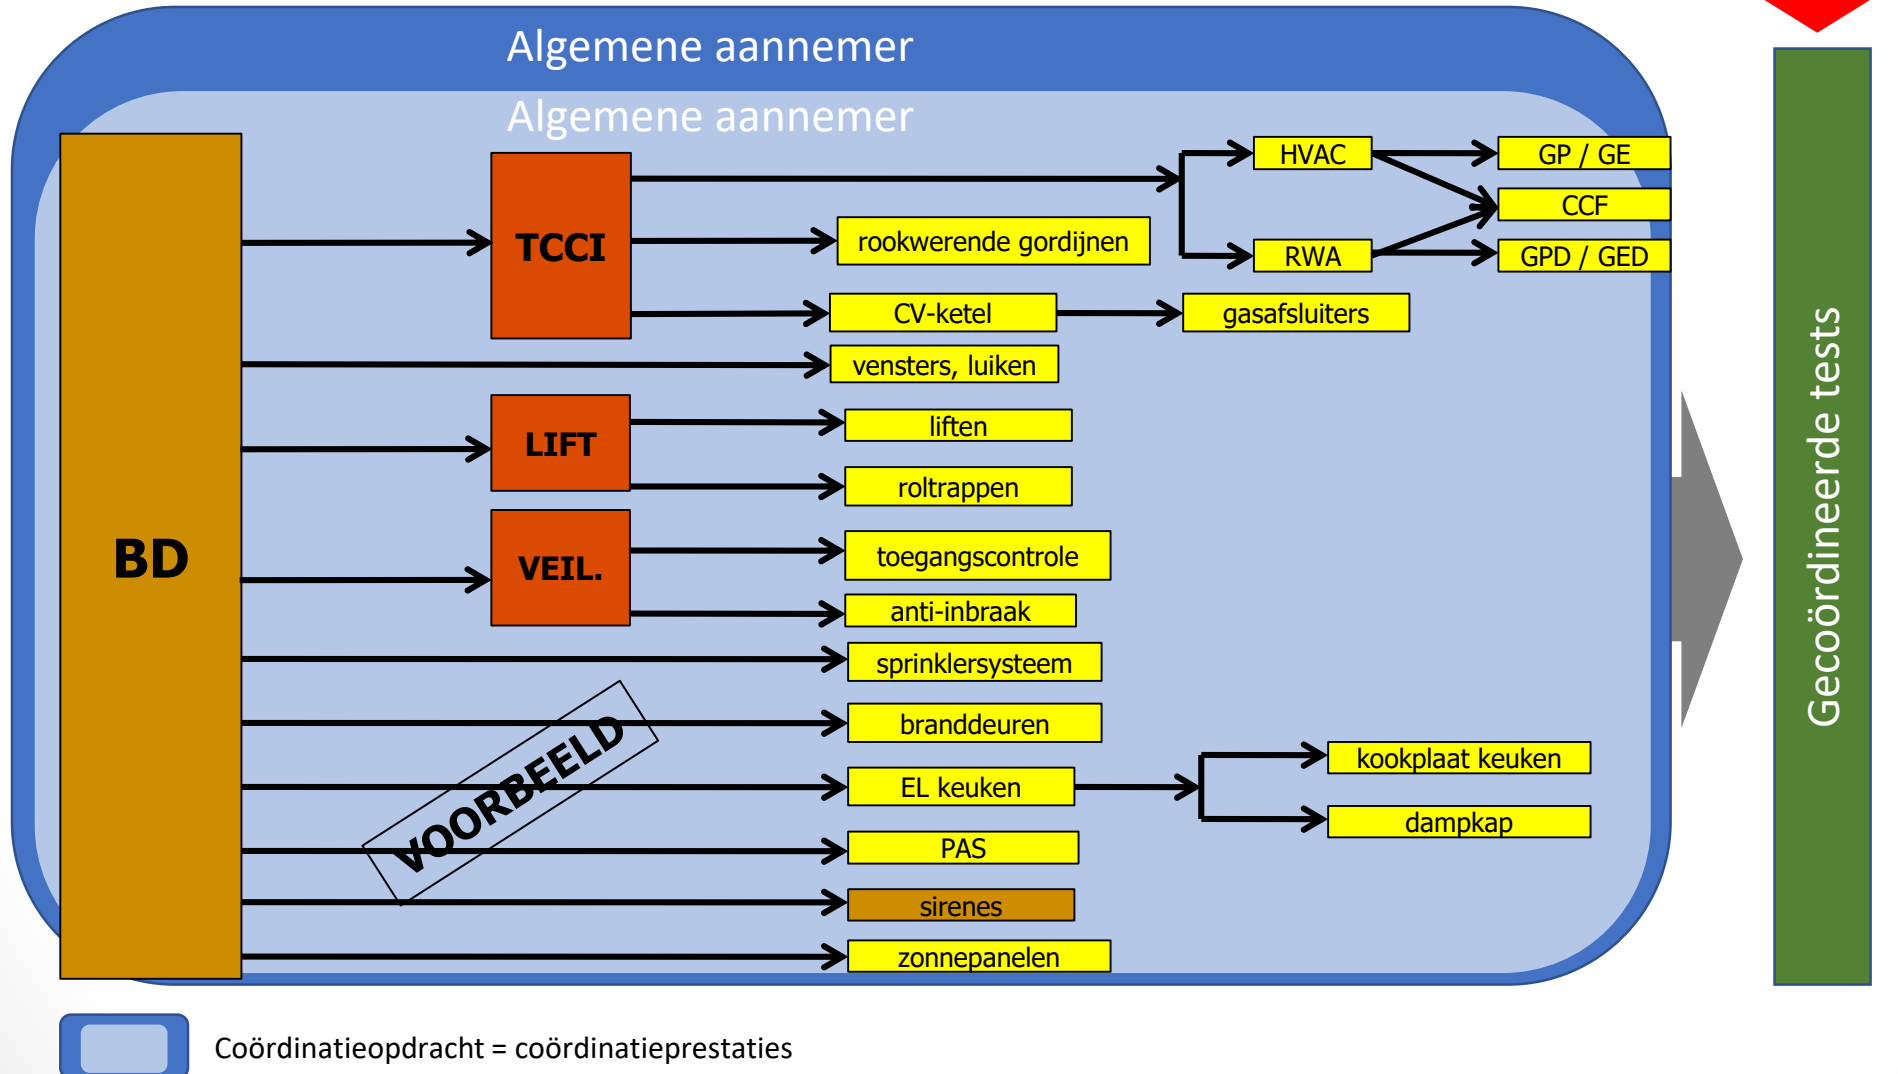 Algemene aannemer
Algemene aannemer
BD
TCCI
HVAC
GP / GE
CCF
rookwerende gordijnen
RWA
GPD / GED
CV-ketel
gasafsluiters
vensters, luiken
LIFT
liften
roltrappen
VEIL.
toegangscontrole
anti-inbraak
sprinklersysteem
branddeuren
EL keuken
kookplaat keuken
dampkap
PAS
sirenes
zonnepanelen
VOORBEELD
Gecoördineerde tests
Coördinatieopdracht = coördinatieprestaties